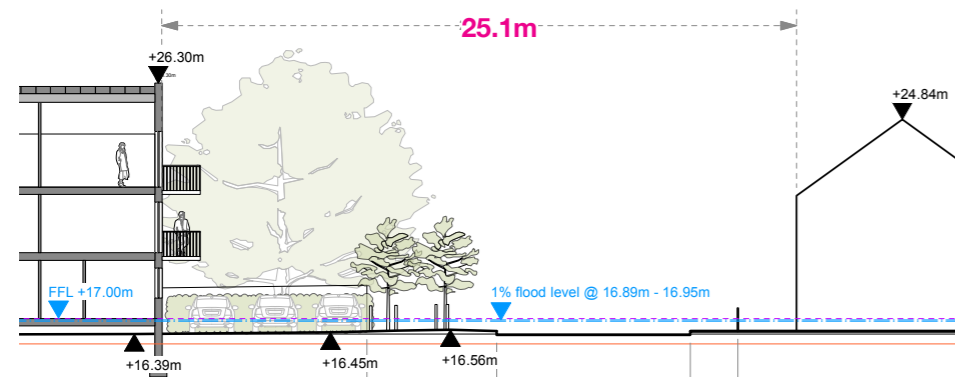 25.1m
+26.30m
+24.84m
FFL +17.00m
1% flood level @ 16.89m - 16.95m
+16.39m
+16.45m
+16.56m